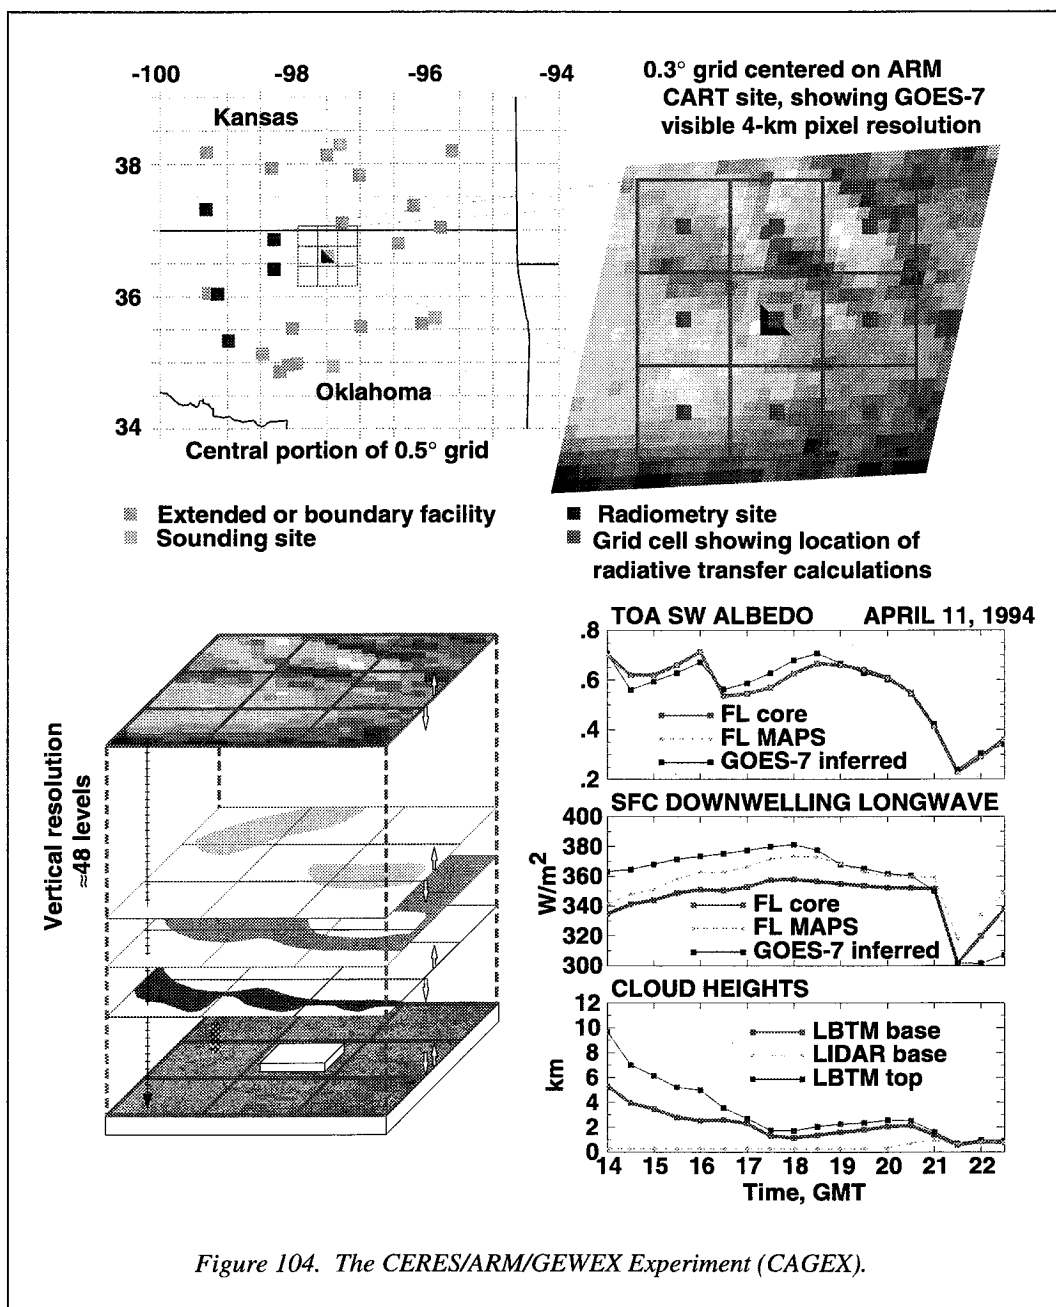 -100 -98 -96 -94
Kansas
38
36
34
Oklahoma
Central portion of 0.5° grid
0.3° grid centered on ARM
CART site, showing GOES-7
visible 4-km pixel resolution
Extended or boundary facility
Sounding site
Radiometry site
Grid cell showing location of
radiative transfer calculations
Vertical resolution
≈48 levels
TOA SW ALBEDO APRIL 11, 1994
.8
.6
.4
.2
FL core
FL MAPS
GOES-7 inferred
SFC DOWNWELLING LONGWAVE
400
380
360
340
320
300
W/m2
FL core
FL MAPS
GOES-7 inferred
CLOUD HEIGHTS
12
10
8
6
4
2
0
km
LBTM base
LIDAR base
LBTM top
14 15 16 17 18 19 20 21 22
Time, GMT
Figure 104. The CERES/ARM/GEWEX Experiment (CAGEX).